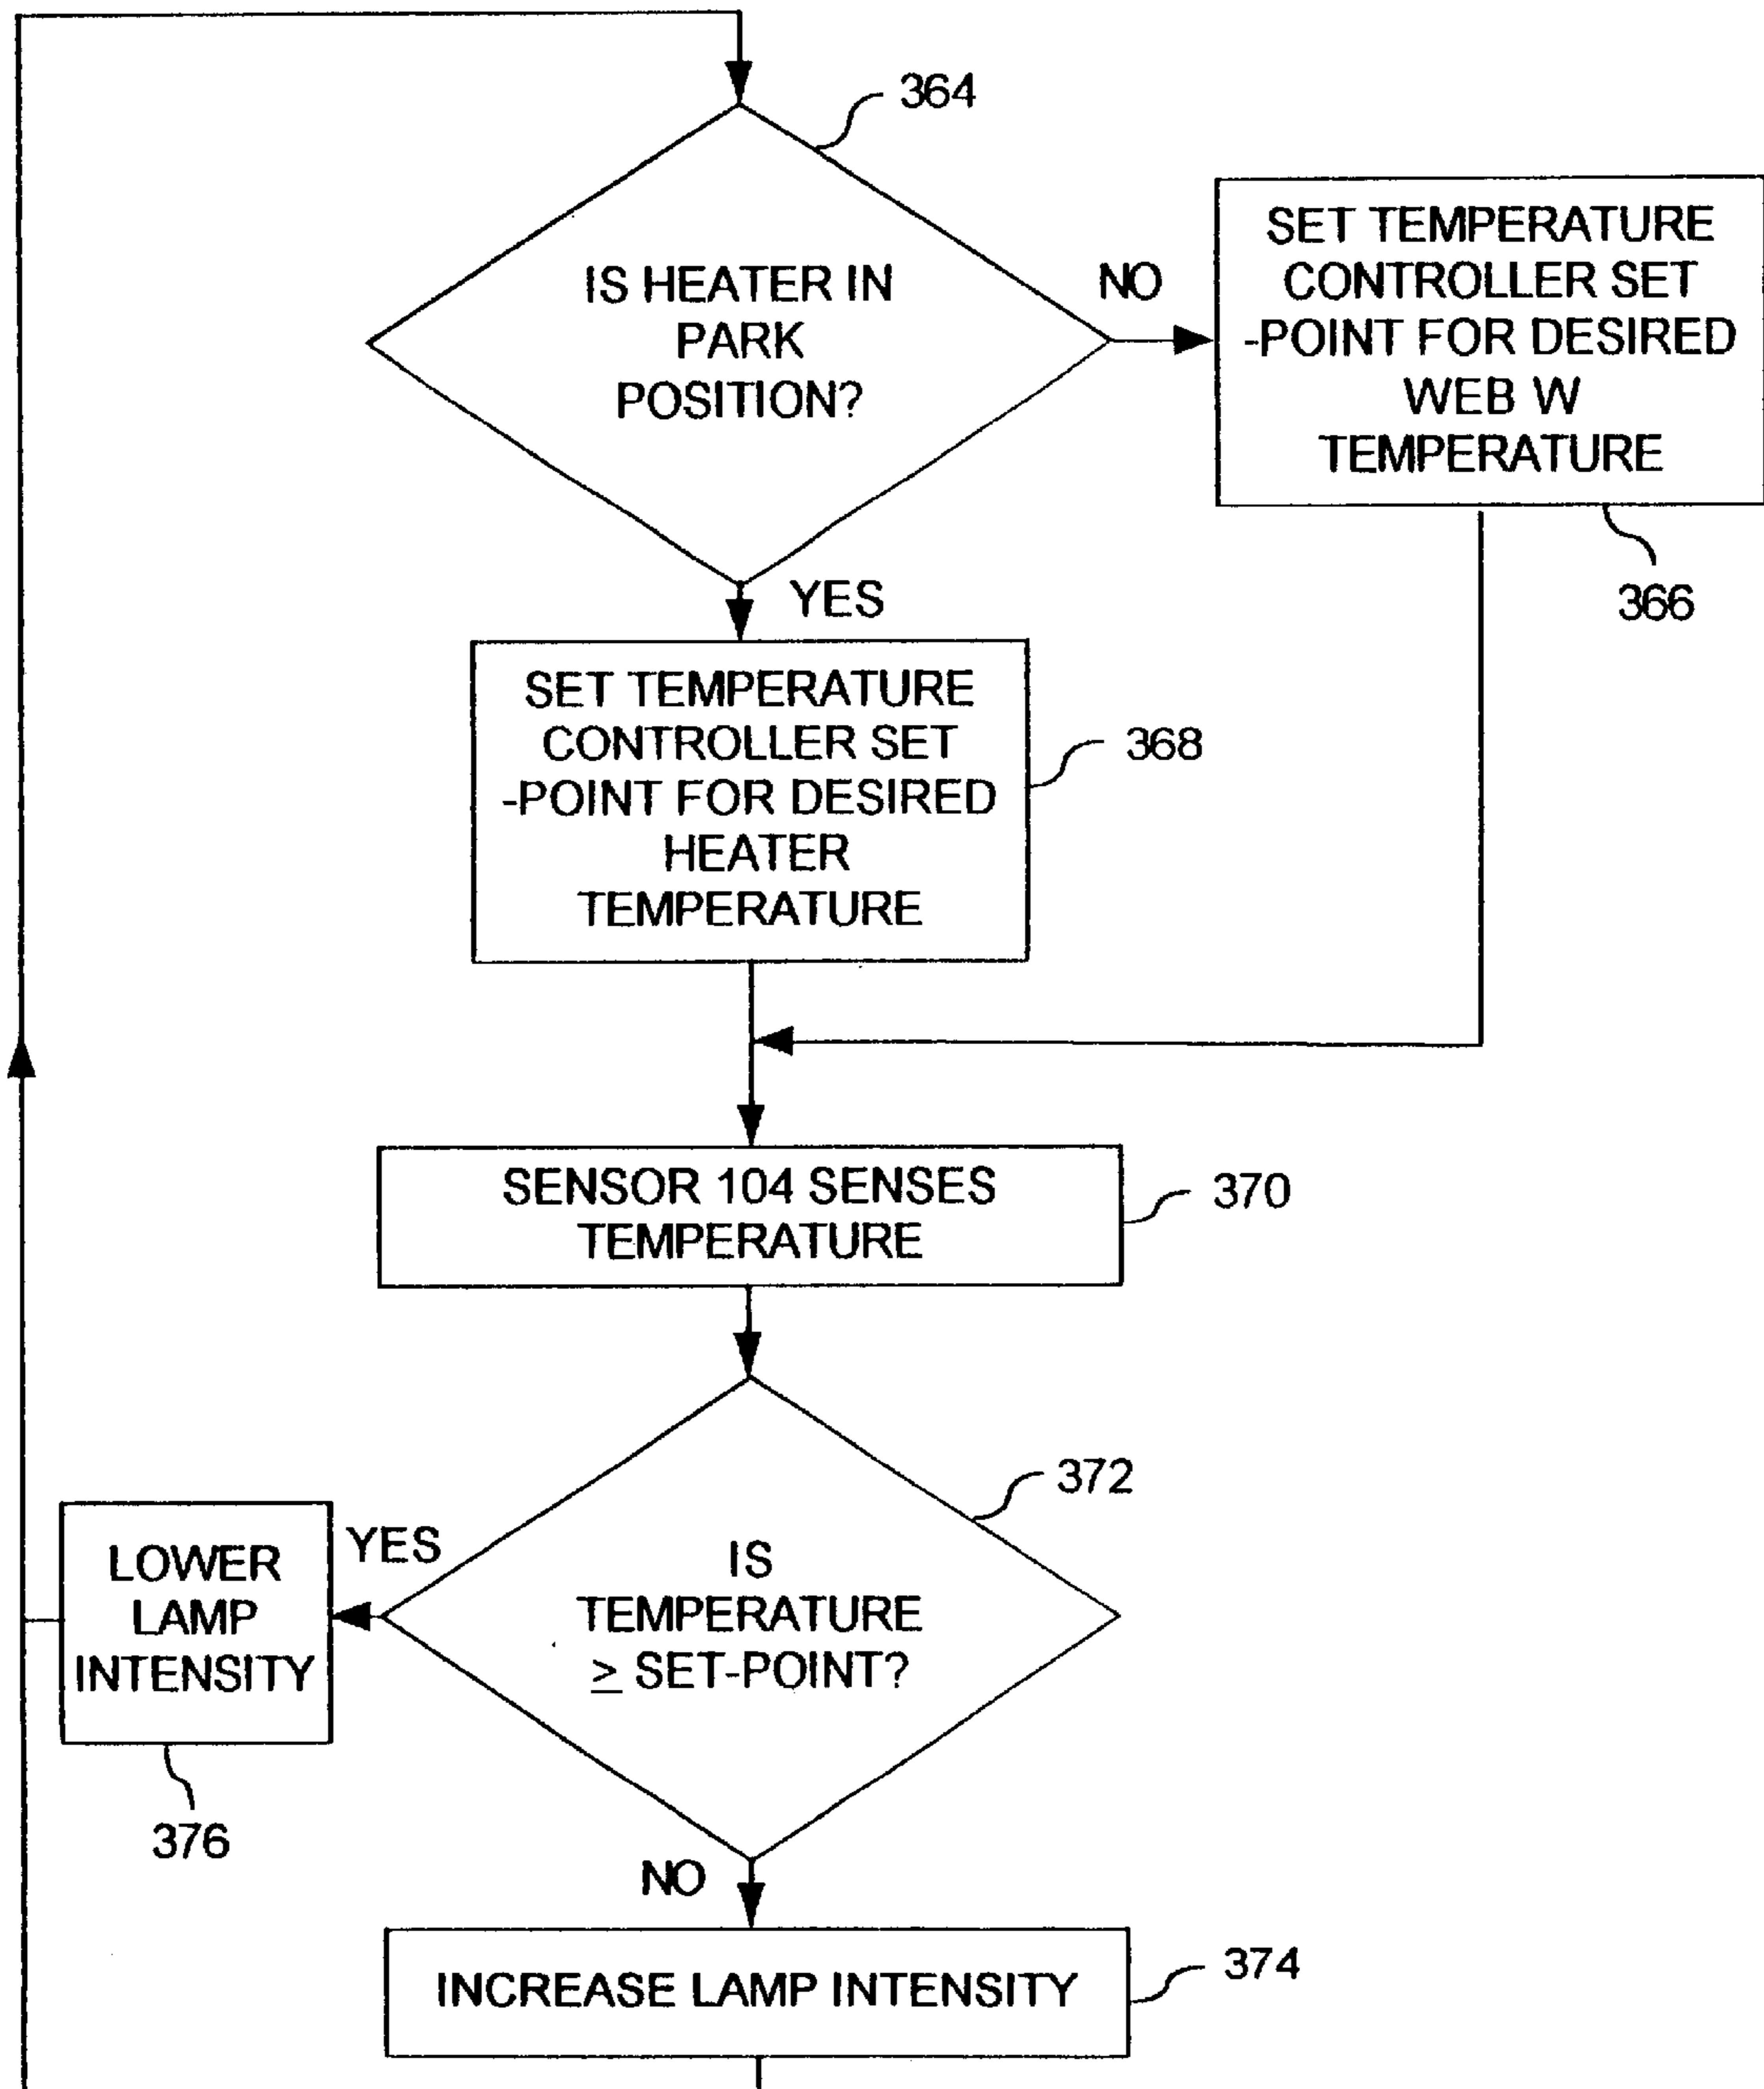 364
IS HEATER IN
PARK
POSITION?
NO
SET TEMPERATURE
CONTROLLER SET
-POINT FOR DESIRED
WEB W
TEMPERATURE
366
YES
SET TEMPERATURE
CONTROLLER SET
-POINT FOR DESIRED
HEATER
TEMPERATURE
368
SENSOR 104 SENSES
TEMPERATURE
370
372
IS
TEMPERATURE
≥ SET-POINT?
YES
LOWER
LAMP
INTENSITY
376
NO
INCREASE LAMP INTENSITY
374